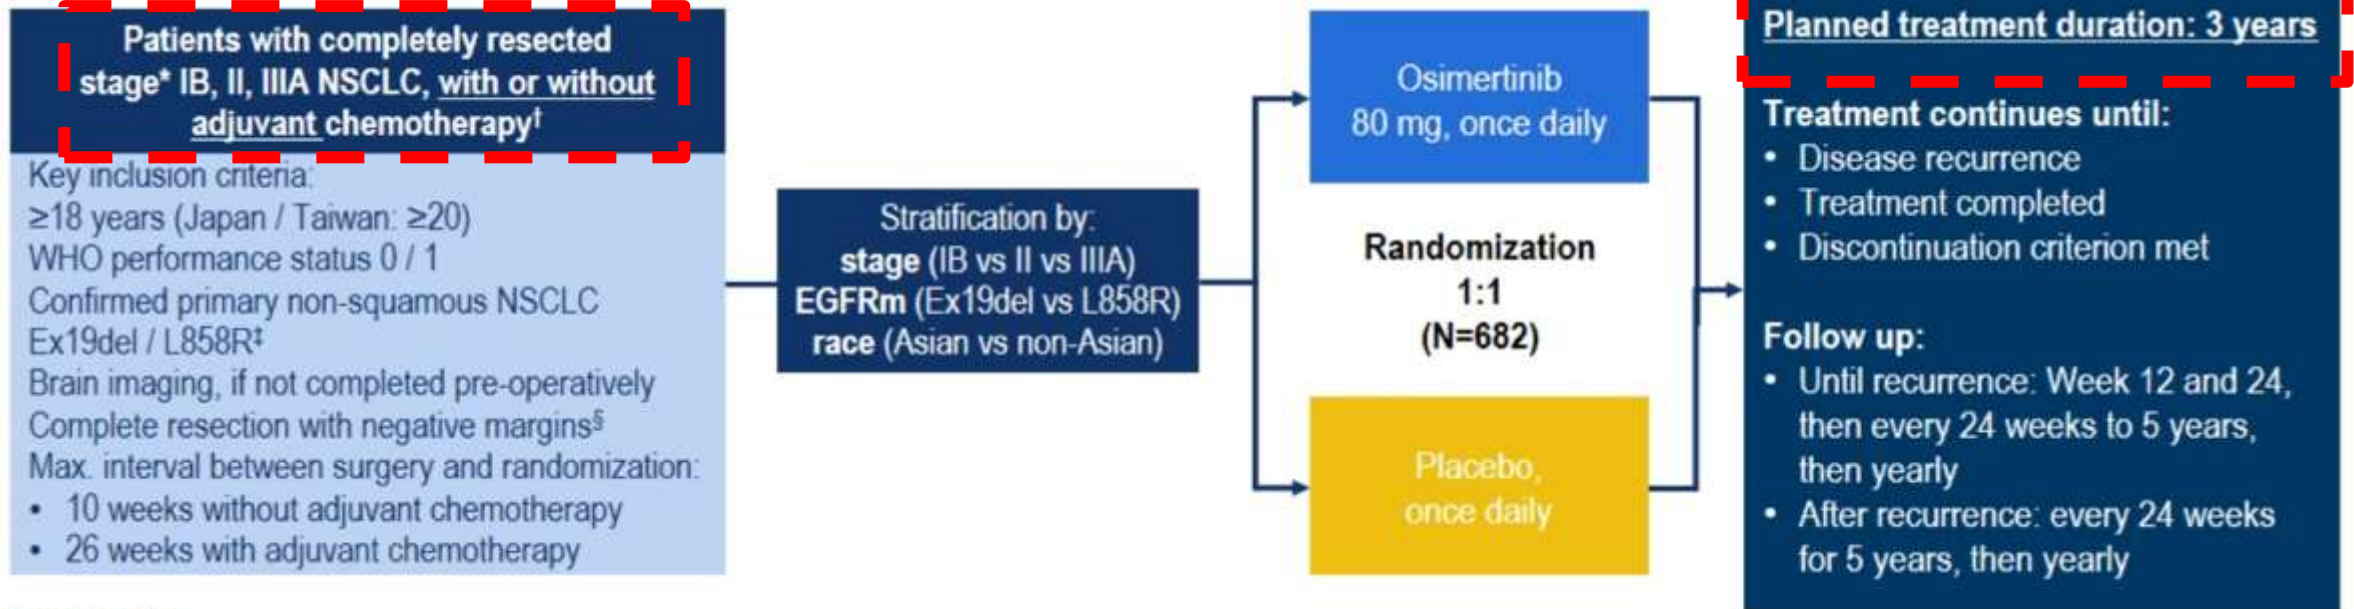 Patients with completely resected
stage* IB, II, IIIA NSCLC, with or without
adjuvant chemotherapy†
Key inclusion criteria:
≥18 years (Japan / Taiwan: ≥20)
WHO performance status 0 / 1
Confirmed primary non-squamous NSCLC
Ex19del / L858R‡
Brain imaging, if not completed pre-operatively
Complete resection with negative margins§
Max. interval between surgery and randomization:
• 10 weeks without adjuvant chemotherapy
• 26 weeks with adjuvant chemotherapy
Stratification by:
stage (IB vs II vs IIIA)
EGFRm (Ex19del vs L858R)
race (Asian vs non-Asian)
Osimertinib
80 mg, once daily
Randomization
1:1
(N=682)
Placebo,
once daily
Planned treatment duration: 3 years
Treatment continues until:
• Disease recurrence
• Treatment completed
• Discontinuation criterion met
Follow up:
• Until recurrence: Week 12 and 24,
then every 24 weeks to 5 years,
then yearly
• After recurrence: every 24 weeks
for 5 years, then yearly